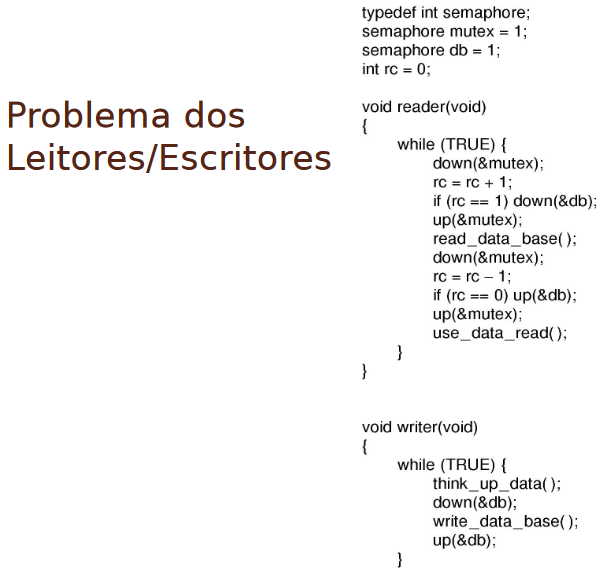 Problema dos
Leitores/Escritores
typedef int semaphore;
semaphore mutex = 1;
semaphore db = 1;
int rc = 0;
void reader(void)
{
while (TRUE) {
down(&mutex);
rc = rc + 1;
if (rc == 1) down(&db);
up(&mutex);
read_data_base( );
down(&mutex);
rc = rc − 1;
if (rc == 0) up(&db);
up(&mutex);
use_data_read( );
}
}
void writer(void)
{
while (TRUE) {
think_up_data( );
down(&db);
write_data_base( );
up(&db);
}